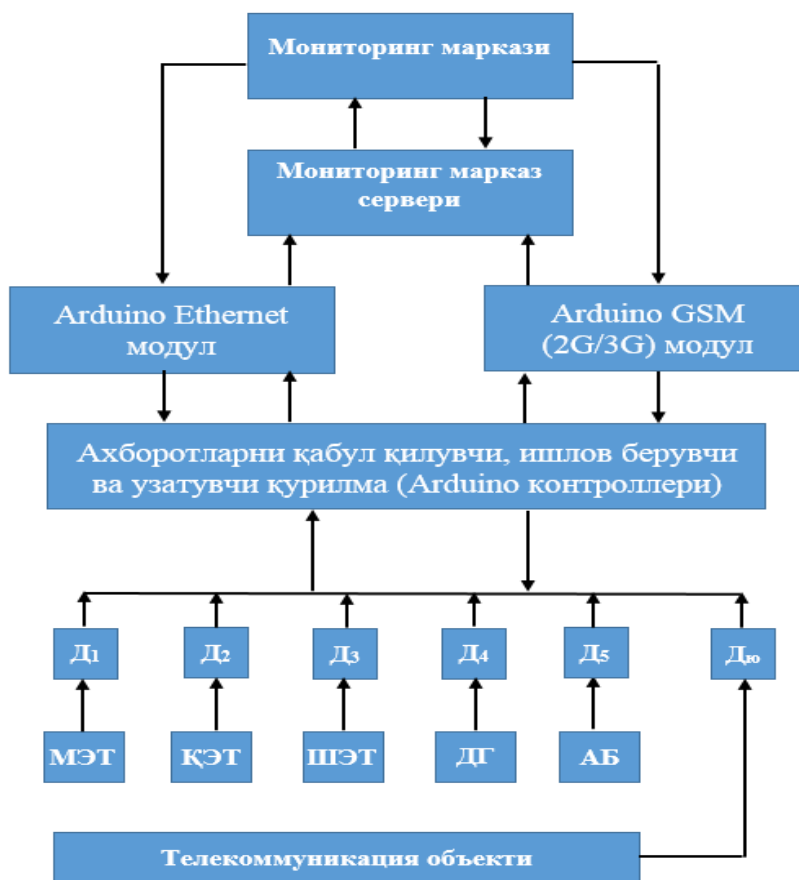 Мониторинг маркази
Мониторинг марказ
сервери
Arduino Ethernet
модул
Arduino GSM
(2G/3G) модул
Ахборотларни қабул қилувчи, ишлов берувчи
ва узатувчи қурилма (Arduino контроллери)
Д1
Д2
Д3
Д4
Д5
Дю
МЭТ
ҚЭТ
ШЭТ
ДГ
АБ
Телекоммуникация объекти